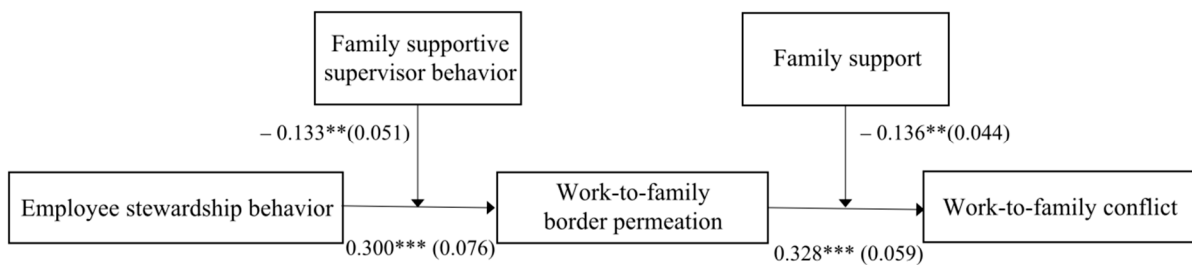 Family supportive
supervisor behavior
Family support
– 0.133**(0.051)
– 0.136**(0.044)
Employee stewardship behavior
Work-to-family
border permeation
Work-to-family conflict
0.300*** (0.076)
0.328*** (0.059)